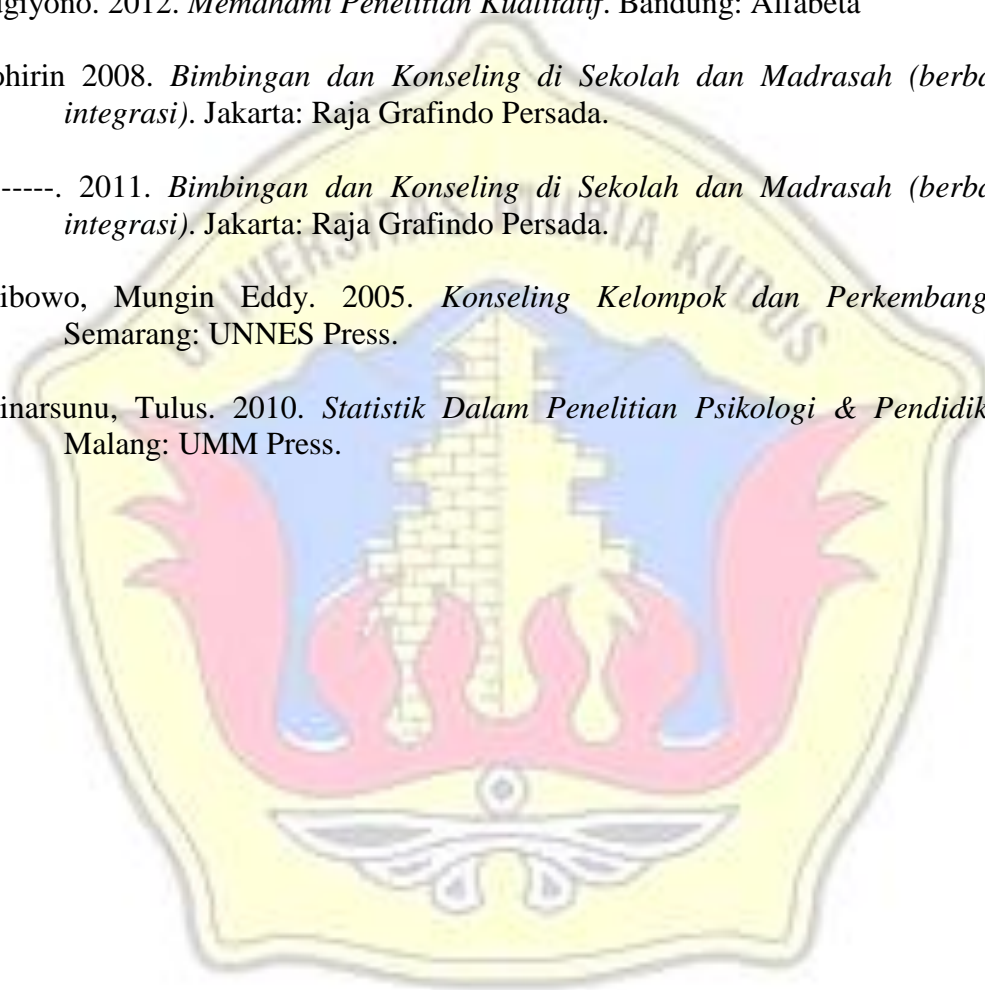 ugiyono. 2012. Memahami Penelitian Kualitatif. Bandung: Alfabeta
ohirin 2008. Bimbingan dan Konseling di Sekolah dan Madrasah (berba
integrasi). Jakarta: Raja Grafindo Persada.
-----. 2011. Bimbingan dan Konseling di Sekolah dan Madrasah (berba
integrasi). Jakarta: Raja Grafindo Persada.
ibowo, Mungin Eddy. 2005. Konseling Kelompok dan Perkembang
Semarang: UNNES Press.
inarsunu, Tulus. 2010. Statistik Dalam Penelitian Psikologi & Pendidik
Malang: UMM Press.
UNIVERSITAS MURIA KUDUS